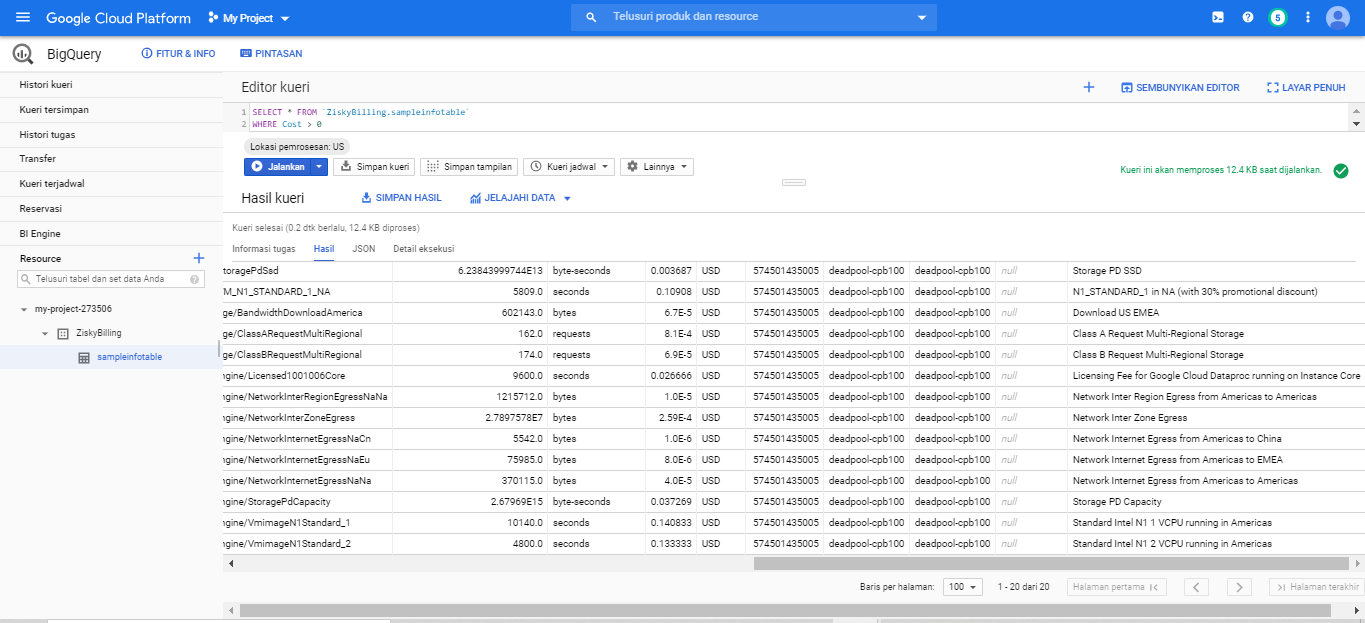 Google Cloud Platform My Project Telusuri produk dan resource 5
BigQuery FITUR & INFO PINTASAN
Histori kueri
Kueri tersimpan
Histori tugas
Transfer
Kueri terjadwal
Reservasi
BI Engine
Resource
Telusuri tabel dan set data Anda
my-project-273506
ZiskyBilling
sampleinfotable
Editor kueri SEMBUNYIKAN EDITOR LAYAR PENUH
1 SELECT * FROM `ZiskyBilling.sampleinfotable`
2 WHERE Cost > 0
Lokasi pemrosesan: US
Jalankan Simpan kueri Simpan tampilan Kueri jadwal Lainnya Kueri ini akan memproses 12.4 KB saat dijalankan.
Hasil kueri SIMPAN HASIL JELAJAHI DATA
Kueri selesai (0.2 dtk berlalu, 12.4 KB diproses)
Informasi tugas Hasil JSON Detail eksekusi
toragePdSsd 6.23843999744E13 byte-seconds 0.003687 USD 574501435005 deadpool-cpb100 deadpool-cpb100 null Storage PD SSD
M_N1_STANDARD_1_NA 5809.0 seconds 0.10908 USD 574501435005 deadpool-cpb100 deadpool-cpb100 null N1_STANDARD_1 in NA (with 30% promotional discount)
ge/BandwidthDownloadAmerica 602143.0 bytes 6.7E-5 USD 574501435005 deadpool-cpb100 deadpool-cpb100 null Download US EMEA
ge/ClassARequestMultiRegional 162.0 requests 8.1E-4 USD 574501435005 deadpool-cpb100 deadpool-cpb100 null Class A Request Multi-Regional Storage
ge/ClassBRequestMultiRegional 174.0 requests 6.9E-5 USD 574501435005 deadpool-cpb100 deadpool-cpb100 null Class B Request Multi-Regional Storage
ngine/Licensed1001006Core 9600.0 seconds 0.026666 USD 574501435005 deadpool-cpb100 deadpool-cpb100 null Licensing Fee for Google Cloud Dataproc running on Instance Core
ngine/NetworkInterRegionEgressNaNa 1215712.0 bytes 1.0E-5 USD 574501435005 deadpool-cpb100 deadpool-cpb100 null Network Inter Region Egress from Americas to Americas
ngine/NetworkInterZoneEgress 2.7897578E7 bytes 2.59E-4 USD 574501435005 deadpool-cpb100 deadpool-cpb100 null Network Inter Zone Egress
ngine/NetworkInternetEgressNaCn 5542.0 bytes 1.0E-6 USD 574501435005 deadpool-cpb100 deadpool-cpb100 null Network Internet Egress from Americas to China
ngine/NetworkInternetEgressNaEu 75985.0 bytes 8.0E-6 USD 574501435005 deadpool-cpb100 deadpool-cpb100 null Network Internet Egress from Americas to EMEA
ngine/NetworkInternetEgressNaNa 370115.0 bytes 4.0E-5 USD 574501435005 deadpool-cpb100 deadpool-cpb100 null Network Internet Egress from Americas to Americas
ngine/StoragePdCapacity 2.67969E15 byte-seconds 0.037269 USD 574501435005 deadpool-cpb100 deadpool-cpb100 null Storage PD Capacity
ngine/VmimageN1Standard_1 10140.0 seconds 0.140833 USD 574501435005 deadpool-cpb100 deadpool-cpb100 null Standard Intel N1 1 VCPU running in Americas
ngine/VmimageN1Standard_2 4800.0 seconds 0.133333 USD 574501435005 deadpool-cpb100 deadpool-cpb100 null Standard Intel N1 2 VCPU running in Americas
Baris per halaman: 100 1 - 20 dari 20 Halaman pertama Halaman terakhir